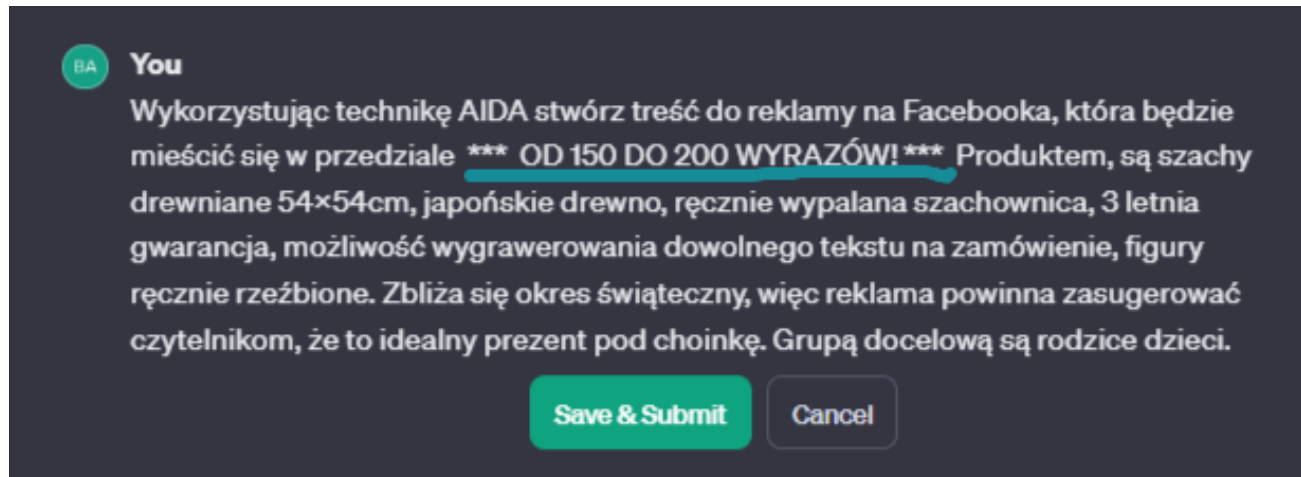 BA You
Wykorzystując technikę AIDA stwórz treść do reklamy na Facebooka, która będzie
mieścić się w przedziale *** OD 150 DO 200 WYRAZÓW! *** Produktem, są szachy
drewniane 54×54cm, japońskie drewno, ręcznie wypalana szachownica, 3 letnia
gwarancja, możliwość wygrawerowania dowolnego tekstu na zamówienie, figury
ręcznie rzeźbione. Zbliża się okres świąteczny, więc reklama powinna zasugerować
czytelnikom, że to idealny prezent pod choinkę. Grupą docelową są rodzice dzieci.
Save & Submit Cancel